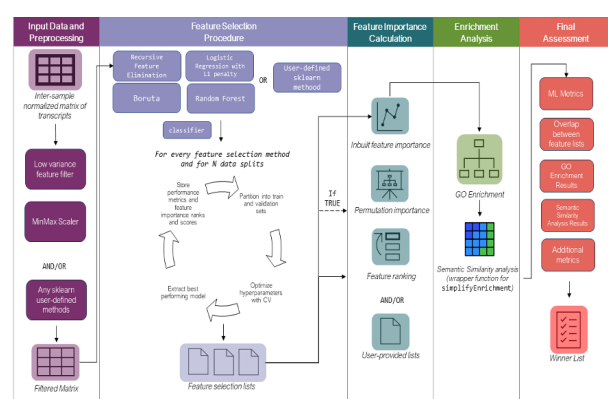 Input Data and
Preprocessing
Inter-sample
normalized matrix of
transcripts
Low variance
feature filter
MinMax Scaler
AND/OR
Any sklearn
user-defined
methods
Filtered Matrix
Feature Selection
Procedure
Recursive
Feature
Elimination
Logistic
Regression with
L1 penalty
Boruta
Random Forest
OR
User-defined
sklearn
methood
classifier
For every feature selection method
and for N data splits
Store
performance
metrics and
feature
importance ranks
and scores
Partition into train
and validation
sets
Optimize
hyperparameters
with CV
Extract best
performing model
Feature selection lists
If
TRUE
Feature Importance
Calculation
Inbuilt feature importance
Permutation importance
Feature ranking
AND/OR
User-provided lists
Enrichment
Analysis
GO Enrichment
Semantic Similarity analysis
(wrapper function for
simplifyEnrichment)
Final
Assessment
ML Metrics
Overlap
between
feature lists
GO
Enrichment
Results
Semantic
Similarity
Analysis Results
Additional
metrics
Winner List